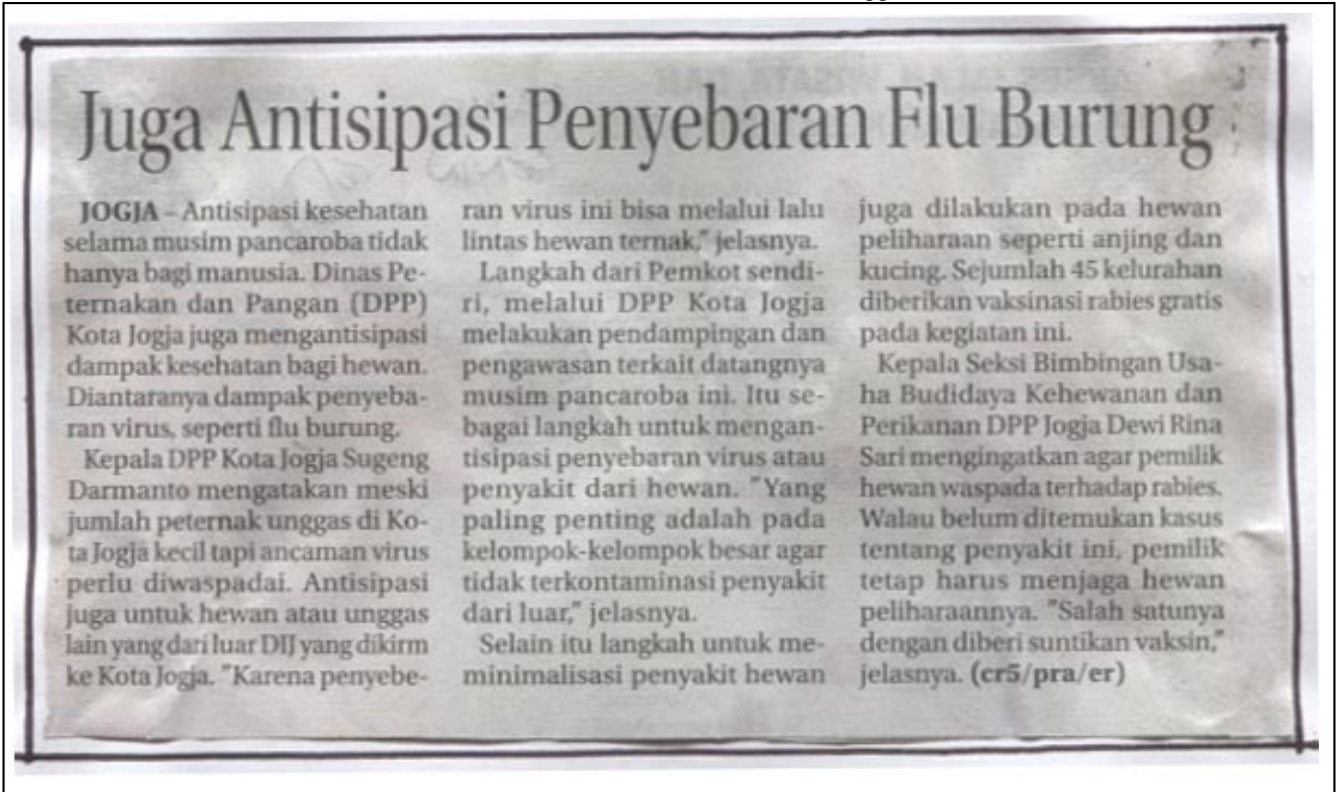 Juga Antisipasi Penyebaran Flu Burung
JOGJA – Antisipasi kesehatan
selama musim pancaroba tidak
hanya bagi manusia. Dinas Pe-
ternakan dan Pangan (DPP)
Kota Jogja juga mengantisipasi
dampak kesehatan bagi hewan.
Diantaranya dampak penyeba-
ran virus, seperti flu burung.
Kepala DPP Kota Jogja Sugeng
Darmanto mengatakan meski
jumlah peternak unggas di Ko-
ta Jogja kecil tapi ancaman virus
perlu diwaspadai. Antisipasi
juga untuk hewan atau unggas
lain yang dari luar DIJ yang dikirm
ke Kota Jogja. "Karena penyebe-
ran virus ini bisa melalui lalu
lintas hewan ternak," jelasnya.
Langkah dari Pemkot sendi-
ri, melalui DPP Kota Jogja
melakukan pendampingan dan
pengawasan terkait datangnya
musim pancaroba ini. Itu se-
bagai langkah untuk mengan-
tisipasi penyebaran virus atau
penyakit dari hewan. "Yang
paling penting adalah pada
kelompok-kelompok besar agar
tidak terkontaminasi penyakit
dari luar," jelasnya.
Selain itu langkah untuk me-
minimalisasi penyakit hewan
juga dilakukan pada hewan
peliharaan seperti anjing dan
kucing. Sejumlah 45 kelurahan
diberikan vaksinasi rabies gratis
pada kegiatan ini.
Kepala Seksi Bimbingan Usa-
ha Budidaya Kehewanan dan
Perikanan DPP Jogja Dewi Rina
Sari mengingatkan agar pemilik
hewan waspada terhadap rabies.
Walau belum ditemukan kasus
tentang penyakit ini, pemilik
tetap harus menjaga hewan
peliharaannya. "Salah satunya
dengan diberi suntikan vaksin,"
jelasnya. (cr5/pra/er)